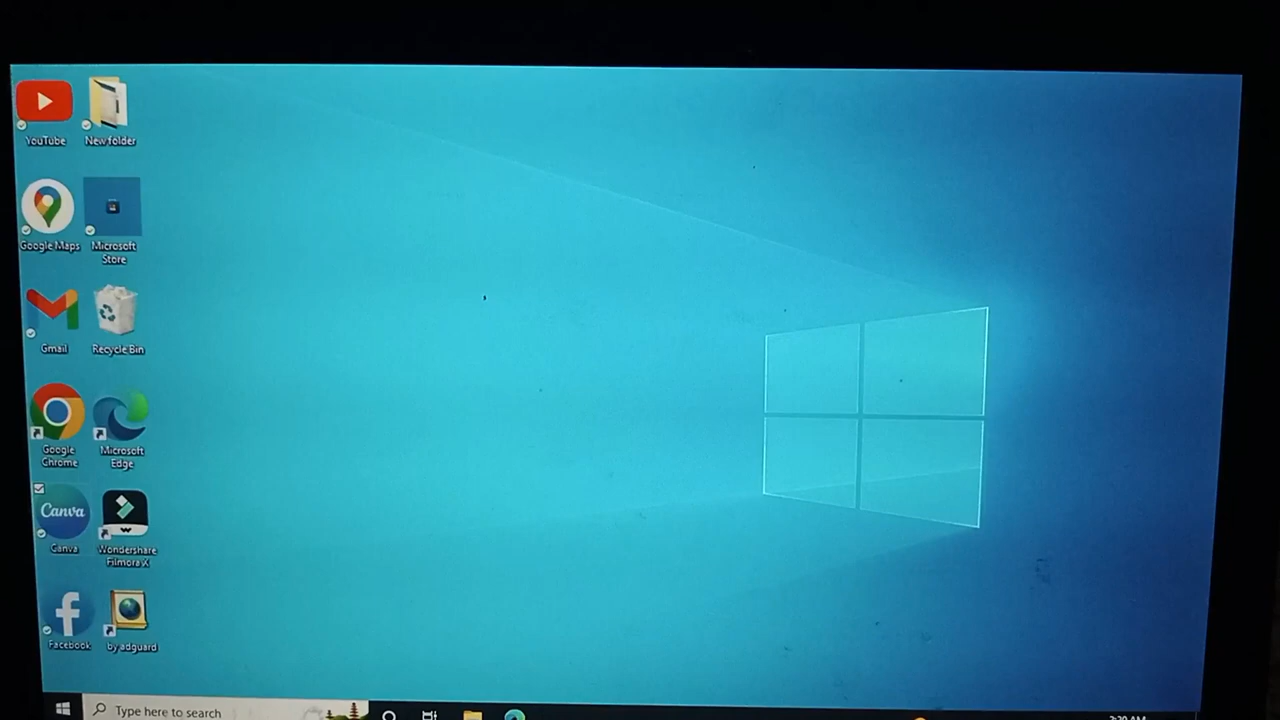 YouTube
New folder
Google Maps
Microsoft
Store
Gmail
Recycle Bin
Google
Chrome
Microsoft
Edge
Canva
Canva
Wondershare
Filmora X
Facebook
by adguard
Type here to search